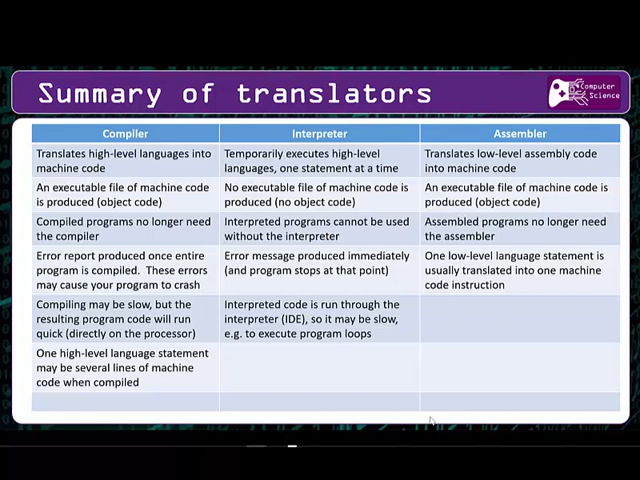 Summary of translators
Computer
Science
Compiler
Interpreter
Assembler
Translates high-level languages into
machine code
Temporarily executes high-level
languages, one statement at a time
Translates low-level assembly code
into machine code
An executable file of machine code
is produced (object code)
No executable file of machine code is
produced (no object code)
An executable file of machine code is
produced (object code)
Compiled programs no longer need
the compiler
Interpreted programs cannot be used
without the interpreter
Assembled programs no longer need
the assembler
Error report produced once entire
program is compiled.  These errors
may cause your program to crash
Error message produced immediately
(and program stops at that point)
One low-level language statement is
usually translated into one machine
code instruction
Compiling may be slow, but the
resulting program code will run
quick (directly on the processor)
Interpreted code is run through the
interpreter (IDE), so it may be slow,
e.g. to execute program loops
One high-level language statement
may be several lines of machine
code when compiled